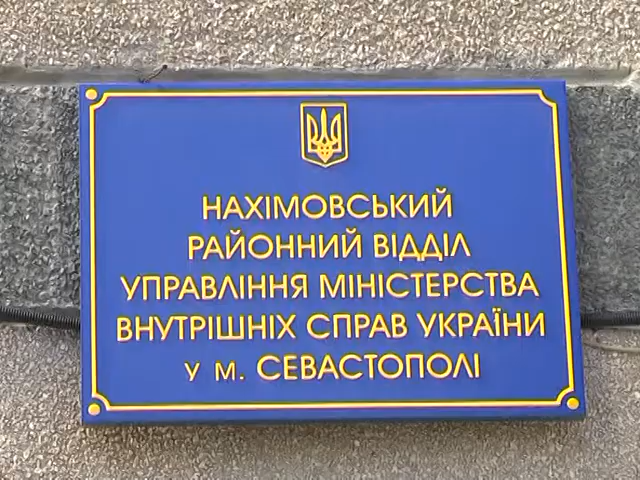 НАХІМОВСЬКИЙ
РАЙОННИЙ ВІДДІЛ
УПРАВЛІННЯ МІНІСТЕРСТВА
ВНУТРІШНІХ СПРАВ УКРАЇНИ
У М. СЕВАСТОПОЛІ